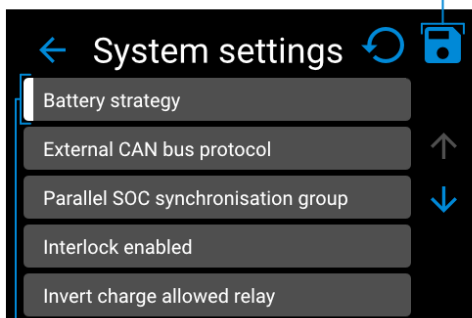 System settings
Battery strategy
External CAN bus protocol
Parallel SOC synchronisation group
Interlock enabled
Invert charge allowed relay